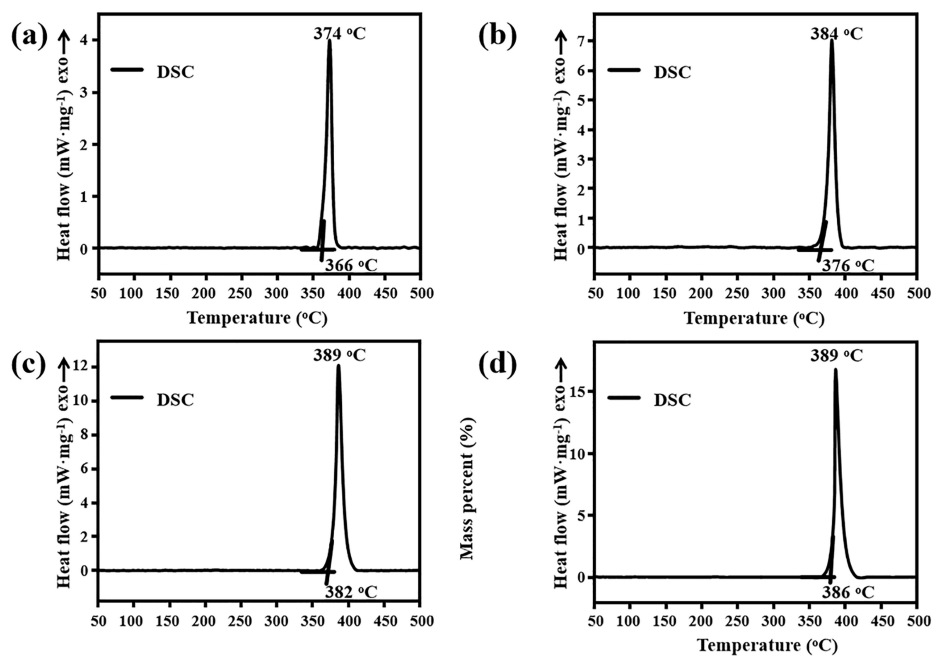 (a)
374 °C
4
3
2
1
0
Heat flow (mW·mg⁻¹) exo
DSC
366 °C
50 100 150 200 250 300 350 400 450 500
Temperature (°C)
(b)
384 °C
7
6
5
4
3
2
1
0
Heat flow (mW·mg⁻¹) exo
DSC
376 °C
50 100 150 200 250 300 350 400 450 500
Temperature (°C)
(c)
389 °C
12
10
8
6
4
2
0
Heat flow (mW·mg⁻¹) exo
DSC
382 °C
50 100 150 200 250 300 350 400 450 500
Mass percent (%)
(d)
389 °C
15
10
5
0
Heat flow (mW·mg⁻¹) exo
DSC
386 °C
50 100 150 200 250 300 350 400 450 500
Temperature (°C)